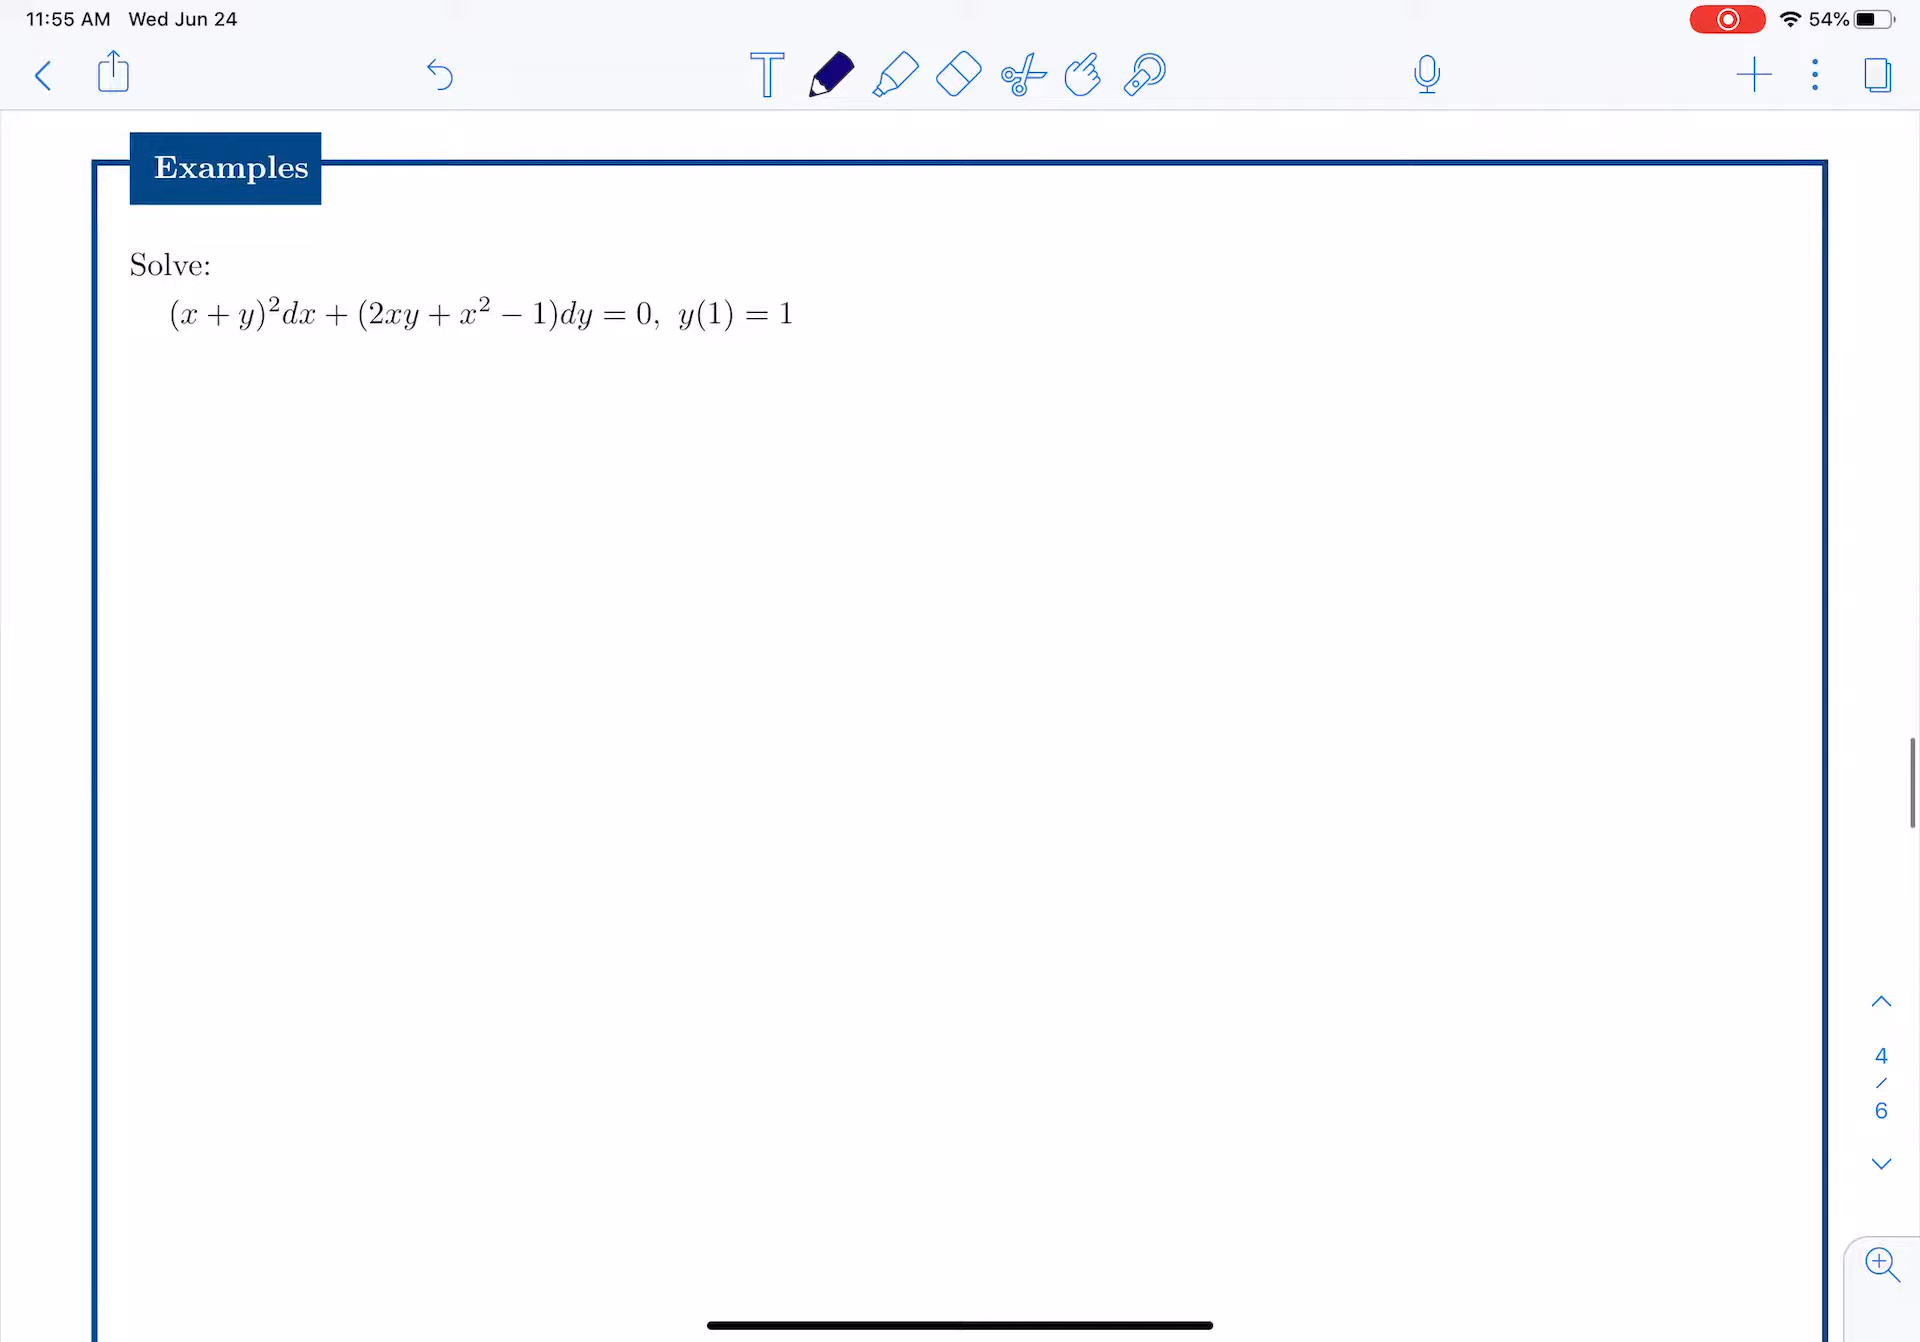 11:55 AM Wed Jun 24
54%
Examples
Solve:
(x + y)²dx + (2xy + x² − 1)dy = 0, y(1) = 1
4
/
6